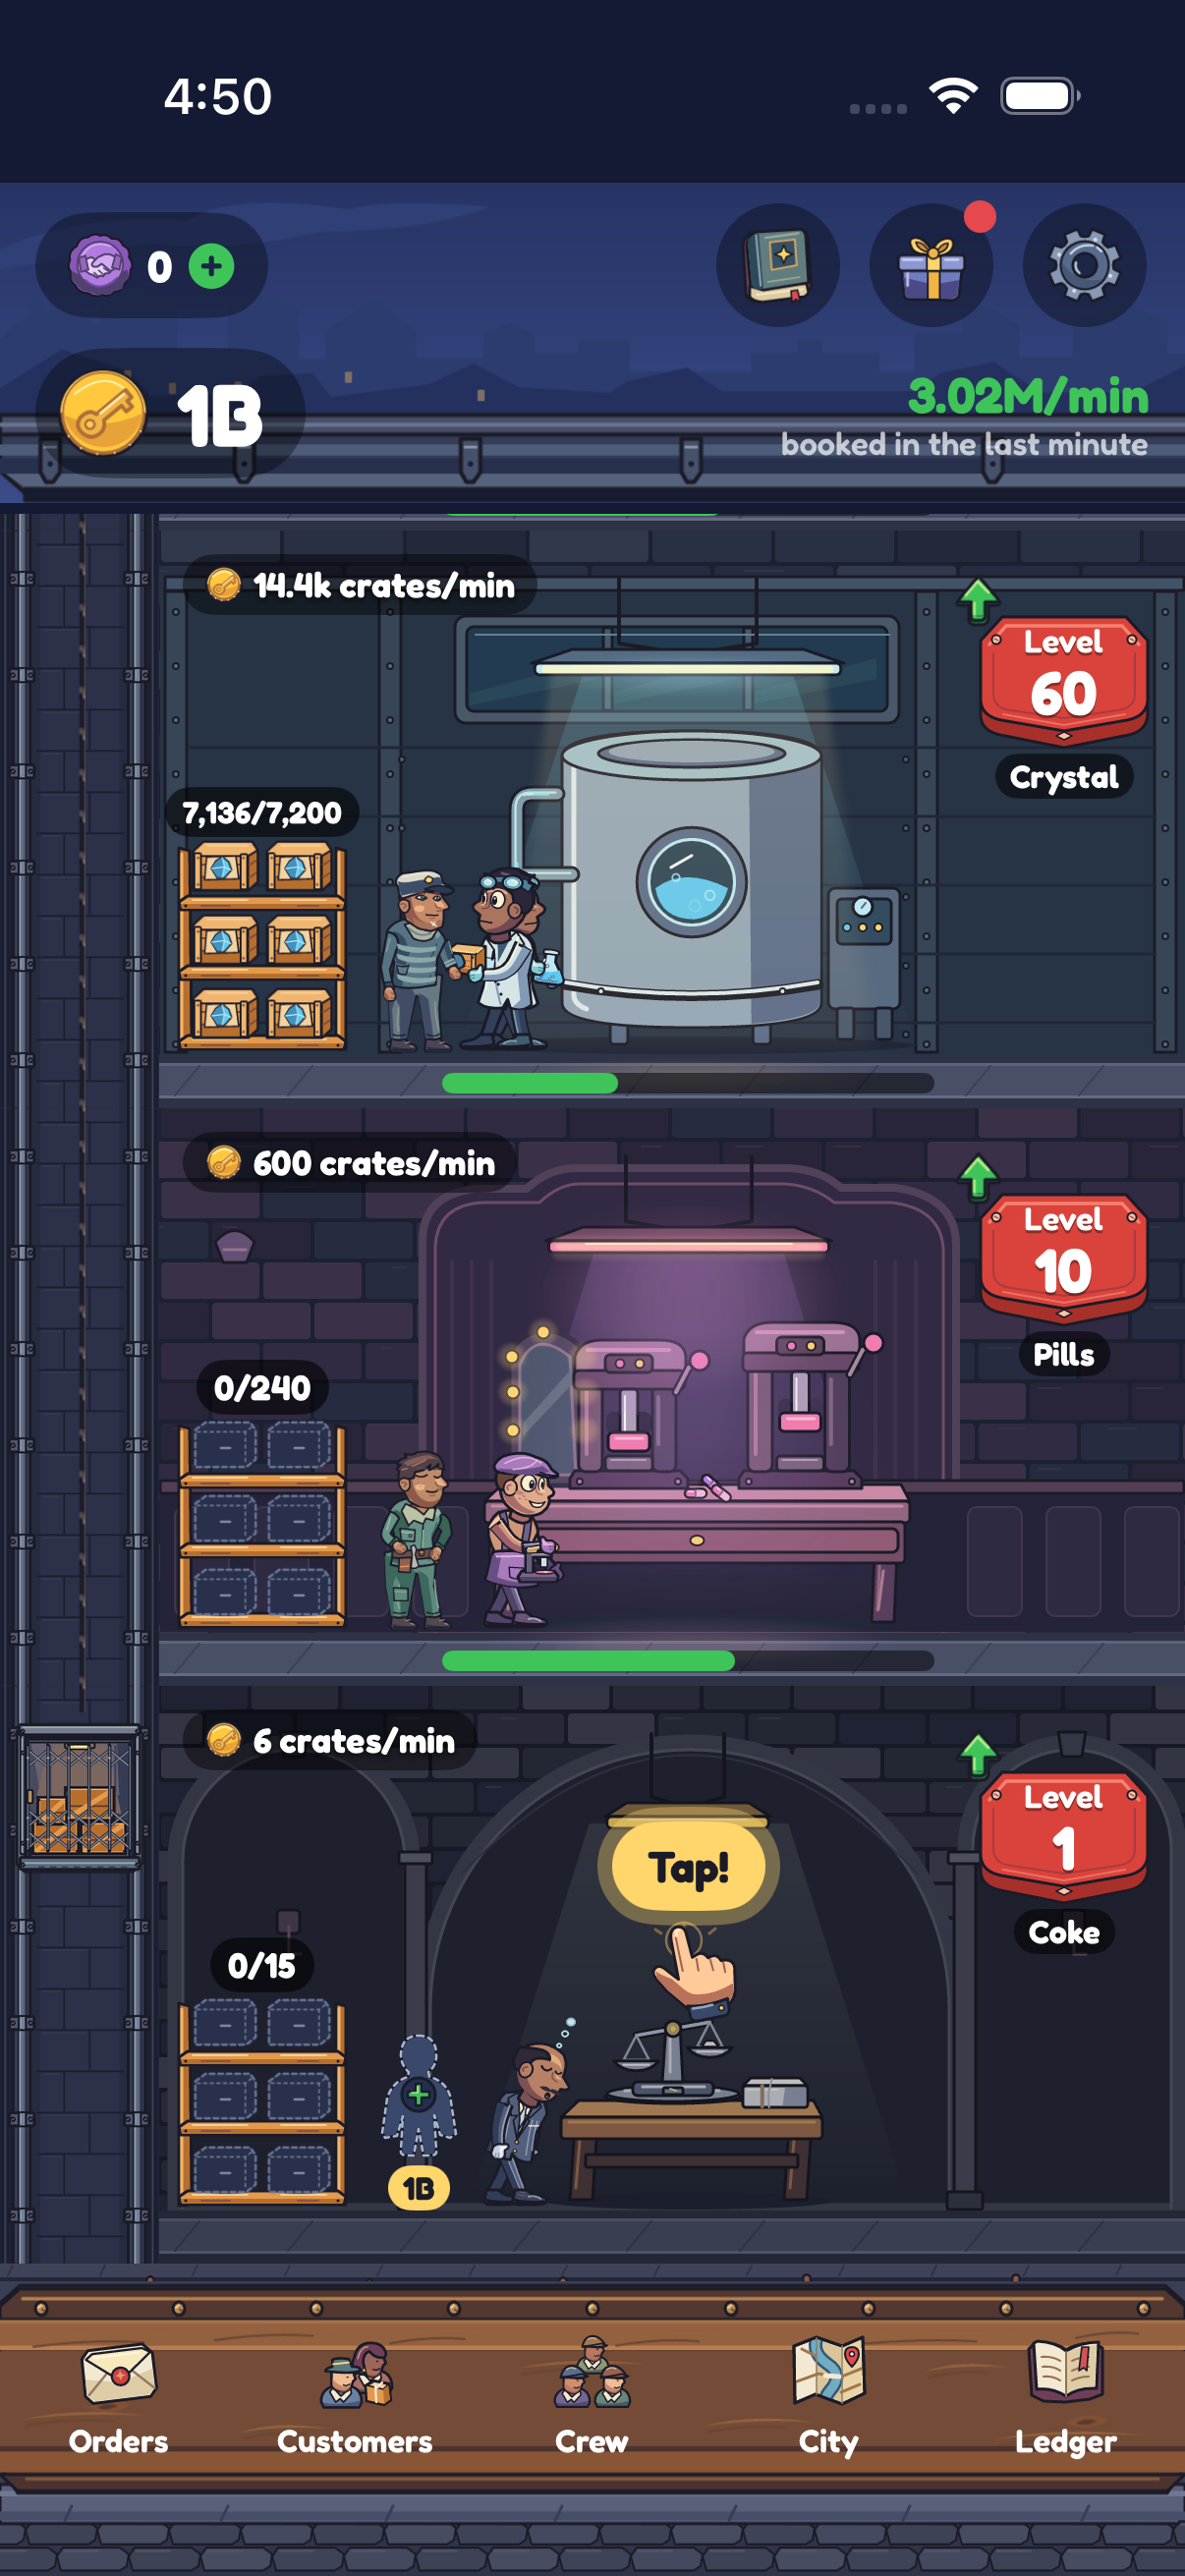 4:50
0
1B
3.02M/min
booked in the last minute
14.4k crates/min
Level
60
Crystal
7,136/7,200
600 crates/min
Level
10
Pills
0/240
6 crates/min
Level
1
Coke
Tap!
0/15
1B
Orders
Customers
Crew
City
Ledger